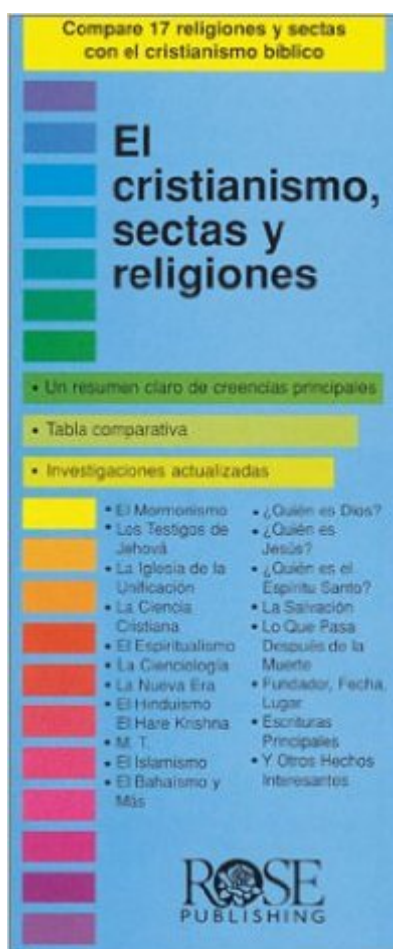 Compare 17 religiones y sectas
con el cristianismo bíblico
El
cristianismo,
sectas y
religiones
• Un resumen claro de creencias principales
• Tabla comparativa
• Investigaciones actualizadas
• El Mormonismo
• Los Testigos de
Jehová
• La Iglesia de la
Unificación
• La Ciencia
Cristiana
• El Espiritualismo
• La Cienciología
• La Nueva Era
• El Hinduismo
El Hare Krishna
• M. T.
• El Islamismo
• El Bahaísmo y
Más
• ¿Quién es Dios?
• ¿Quién es
Jesús?
• ¿Quién es el
Espíritu Santo?
• La Salvación
• Lo Que Pasa
Después de la
Muerte
• Fundador, Fecha,
Lugar
• Escrituras
Principales
• Y Otros Hechos
Interesantes
ROSE
PUBLISHING